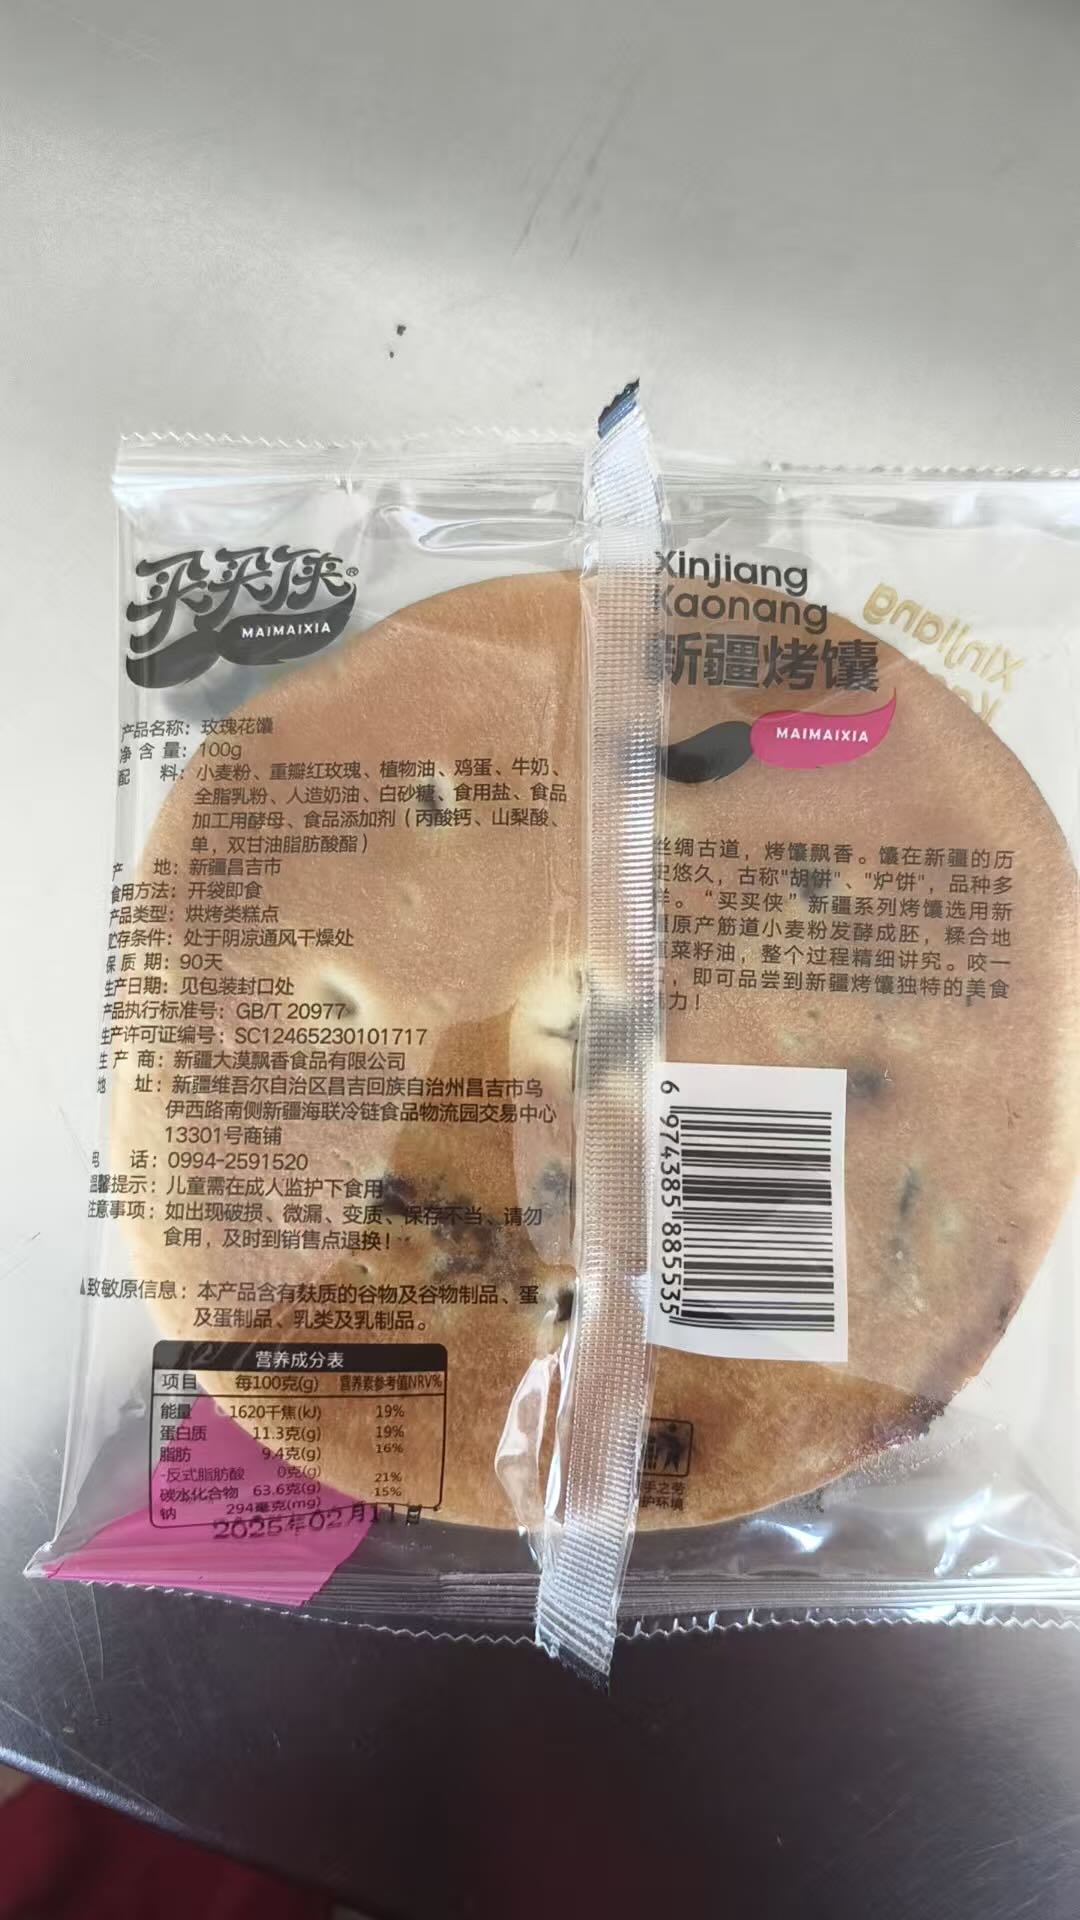 买买侠®
MAIMAIXIA
产品名称：玫瑰花馕
净含量：100g
配料：小麦粉、重瓣红玫瑰、植物油、鸡蛋、牛奶、
全脂乳粉、人造奶油、白砂糖、食用盐、食品
加工用酵母、食品添加剂（丙酸钙、山梨酸、
单，双甘油脂肪酸酯）
产地：新疆昌吉市
食用方法：开袋即食
产品类型：烘烤类糕点
贮存条件：处于阴凉通风干燥处
保质期：90天
生产日期：见包装封口处
产品执行标准号：GB/T 20977
生产许可证编号：SC12465230101717
生产商：新疆大漠飘香食品有限公司
地址：新疆维吾尔自治区昌吉回族自治州昌吉市乌
伊西路南侧新疆海联冷链食品物流园交易中心
13301号商铺
电话：0994-2591520
温馨提示：儿童需在成人监护下食用
注意事项：如出现破损、微漏、变质、保存不当、请勿
食用，及时到销售点退换！
▲致敏原信息：本产品含有麸质的谷物及谷物制品、蛋
及蛋制品、乳类及乳制品。
营养成分表
项目 每100克(g) 营养素参考值NRV%
能量 1620千焦(kJ) 19%
蛋白质 11.3克(g) 19%
脂肪 9.4克(g) 16%
-反式脂肪酸 0克(g)
碳水化合物 63.6克(g) 21%
钠 294毫克(mg) 15%
2025年02月11日
Xinjiang
Kaonang
新疆烤馕
MAIMAIXIA
Xinjiang
丝绸古道，烤馕飘香。馕在新疆的历
史悠久，古称"胡饼"、"炉饼"，品种多
样。“买买侠”新疆系列烤馕选用新
疆原产筋道小麦粉发酵成胚，糅合地
菜籽油，整个过程精细讲究。咬一
，即可品尝到新疆烤馕独特的美食
力！
6 974385 885535
手之劳
护环境